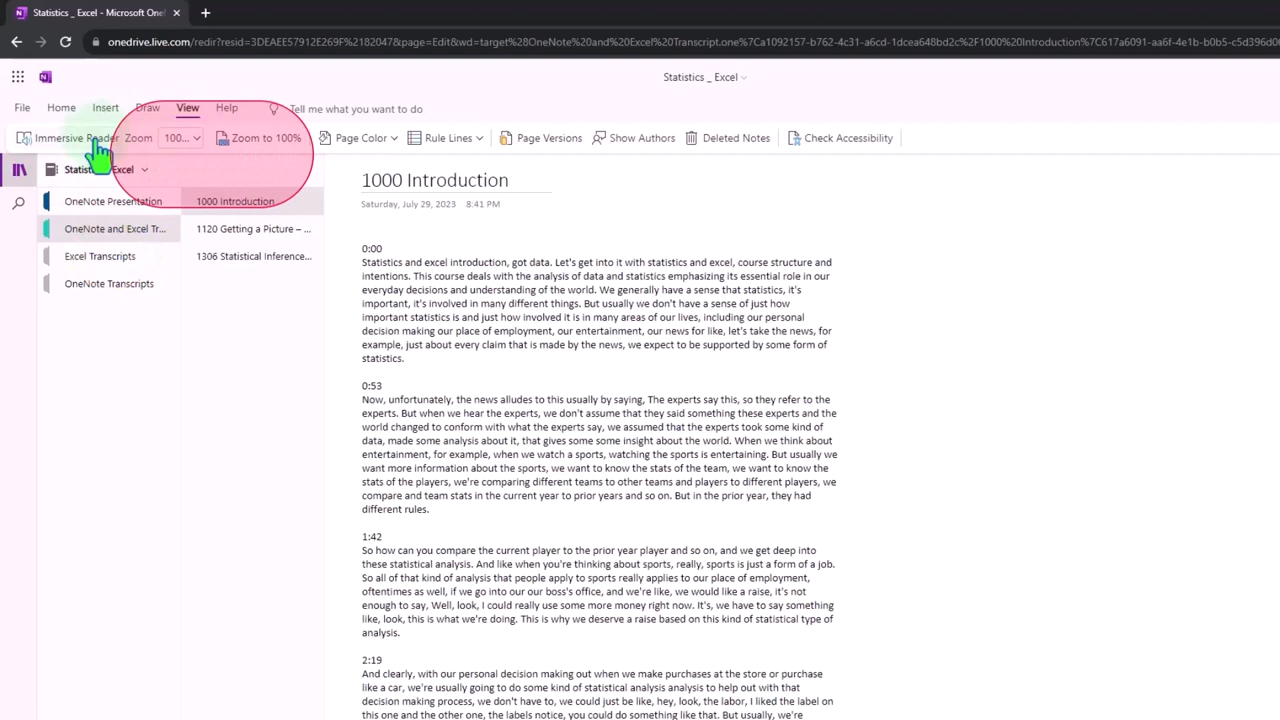 Statistics _ Excel - Microsoft One
onedrive.live.com/redir?resid=3DEAEE57912E269F%2182047&page=Edit&wd=target%28OneNote%20and%20Excel%20Transcript.one%7Ca1092157-b762-4c31-a6cd-1dcea648bd2c%2F1000%20Introduction%7C617a6091-aa6f-4e1b-b0b5-c5d396d0
Statistics _ Excel
File Home Insert Draw View Help Tell me what you want to do
Immersive Reader Zoom 100... Zoom to 100% Page Color Rule Lines Page Versions Show Authors Deleted Notes Check Accessibility
Excel
OneNote Presentation
OneNote and Excel Tr...
Excel Transcripts
OneNote Transcripts
1000 Introduction
1120 Getting a Picture – ...
1306 Statistical Inference...
1000 Introduction
Saturday, July 29, 2023 8:41 PM
0:00
Statistics and excel introduction, got data. Let's get into it with statistics and excel, course structure and
intentions. This course deals with the analysis of data and statistics emphasizing its essential role in our
everyday decisions and understanding of the world. We generally have a sense that statistics, it's
important, it's involved in many different things. But usually we don't have a sense of just how
important statistics is and just how involved it is in many areas of our lives, including our personal
decision making our place of employment, our entertainment, our news for like, let's take the news, for
example, just about every claim that is made by the news, we expect to be supported by some form of
statistics.
0:53
Now, unfortunately, the news alludes to this usually by saying, The experts say this, so they refer to the
experts. But when we hear the experts, we don't assume that they said something these experts and the
world changed to conform with what the experts say, we assumed that the experts took some kind of
data, made some analysis about it, that gives some some insight about the world. When we think about
entertainment, for example, when we watch a sports, watching the sports is entertaining. But usually we
want more information about the sports, we want to know the stats of the team, we want to know the
stats of the players, we're comparing different teams to other teams and players to different players, we
compare and team stats in the current year to prior years and so on. But in the prior year, they had
different rules.
1:42
So how can you compare the current player to the prior year player and so on, and we get deep into
these statistical analysis. And like when you're thinking about sports, really, sports is just a form of a job.
So all of that kind of analysis that people apply to sports really applies to our place of employment,
oftentimes as well, if we go into our our boss's office, and we're like, we would like a raise, it's not
enough to say, Well, look, I could really use some more money right now. It's, we have to say something
like, look, this is what we're doing. This is why we deserve a raise based on this kind of statistical type of
analysis.
2:19
And clearly, with our personal decision making out when we make purchases at the store or purchase
like a car, we're usually going to do some kind of statistical analysis analysis to help out with that
decision making process, we don't have to, we could just be like, hey, look, the labor, I liked the label on
this one and the other one, the labels notice, you could do something like that. But usually, we're